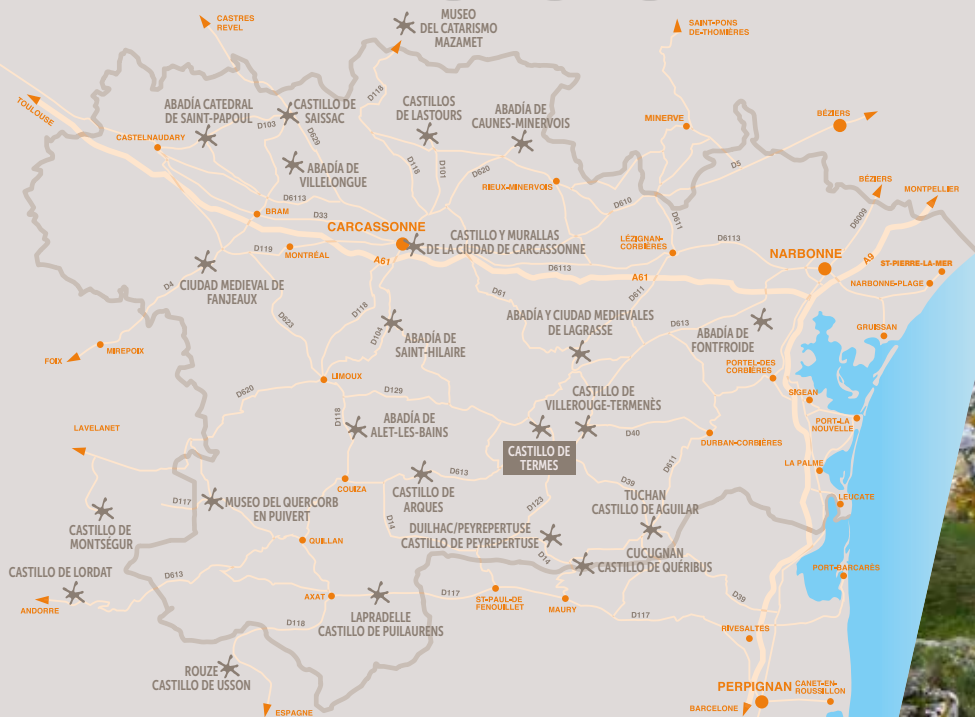 MUSEO
DEL CATARISMO
MAZAMET
CASTRES
REVEL
SAINT-PONS
DE-THOMIÈRES
TOULOUSE
ABADÍA CATEDRAL
DE SAINT-PAPOUL
CASTILLO DE
SAISSAC
D118
CASTILLOS
DE LASTOURS
ABADÍA DE
CAUNES-MINERVOIS
MINERVE
BÉZIERS
CASTELNAUDARY
D103
D629
ABADÍA DE
VILLELONGUE
D118
D101
D620
RIEUX-MINERVOIS
D5
BÉZIERS
MONTPELLIER
D6113
D33
BRAM
D610
D611
D6009
CARCASSONNE
CASTILLO Y MURALLAS
DE LA CIUDAD DE CARCASSONNE
D119
MONTRÉAL
A61
LÉZIGNAN-
CORBIÈRES
D6113
NARBONNE
A9
ST-PIERRE-LA-MER
D6113
A61
NARBONNE-PLAGE
CIUDAD MEDIEVAL DE
FANJEAUX
D4
D61
D611
D623
D118
D104
ABADÍA DE
SAINT-HILAIRE
ABADÍA Y CIUDAD MEDIEVALES
DE LAGRASSE
D613
ABADÍA DE
FONTFROIDE
GRUISSAN
MIREPOIX
FOIX
PORTEL-DES
CORBIÈRES
LIMOUX
D620
D129
CASTILLO DE
VILLEROUGE-TERMENÈS
SIGEAN
PORT-LA
NOUVELLE
LAVELANET
D118
ABADÍA DE
ALET-LES-BAINS
D40
DURBAN-CORBIÈRES
CASTILLO DE
TERMES
LA PALME
D611
COUIZA
D613
CASTILLO DE
ARQUES
D39
D117
MUSEO DEL QUERCORB
EN PUIVERT
TUCHAN
CASTILLO DE AGUILAR
LEUCATE
D123
D14
CASTILLO DE
MONTSÉGUR
DUILHAC/PEYREPERTUSE
CASTILLO DE PEYREPERTUSE
QUILLAN
D14
CUCUGNAN
CASTILLO DE QUÉRIBUS
CASTILLO DE LORDAT
D613
PORT-BARCARÈS
ANDORRE
AXAT
D117
ST-PAUL-DE
FENOUILLET
MAURY
D39
D117
LAPRADELLE
CASTILLO DE PUILAURENS
D118
RIVESALTES
ROUZE
CASTILLO DE USSON
PERPIGNAN
CANET-EN-
ROUSSILLON
BARCELONE
ESPAGNE